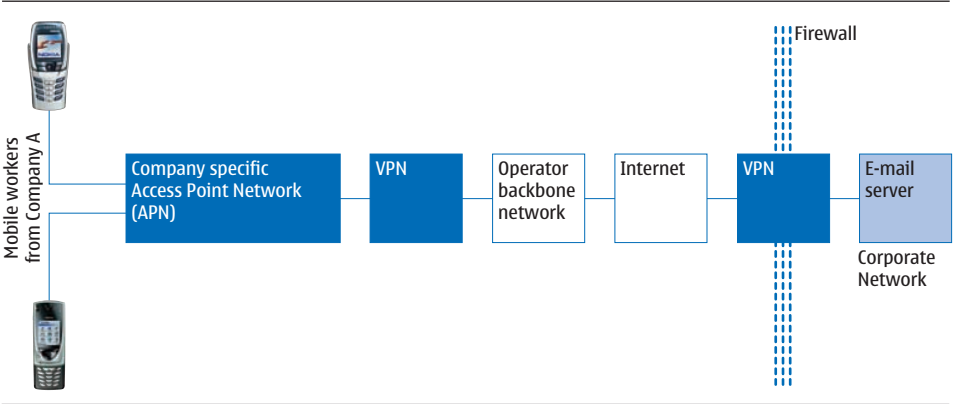 Firewall
Mobile workers
from Company A
Company specific
Access Point Network
(APN)
VPN
Operator
backbone
network
Internet
VPN
E-mail
server
Corporate
Network